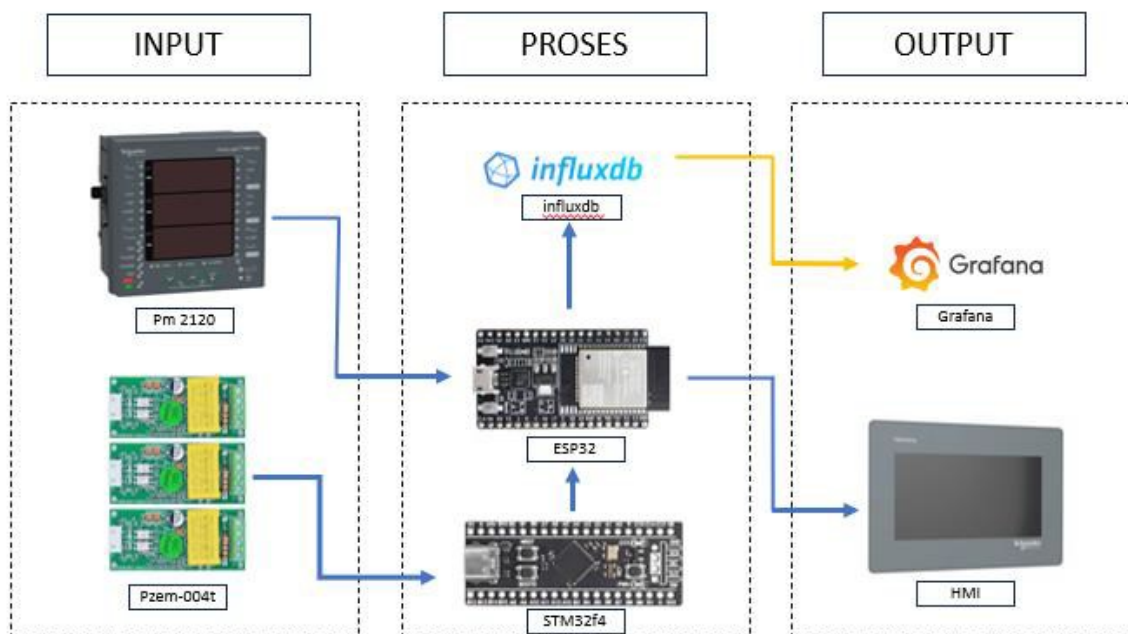 INPUT
PROSES
OUTPUT
Pm 2120
Pzem-004t
influxdb
influxdb
ESP32
STM32f4
Grafana
Grafana
HMI